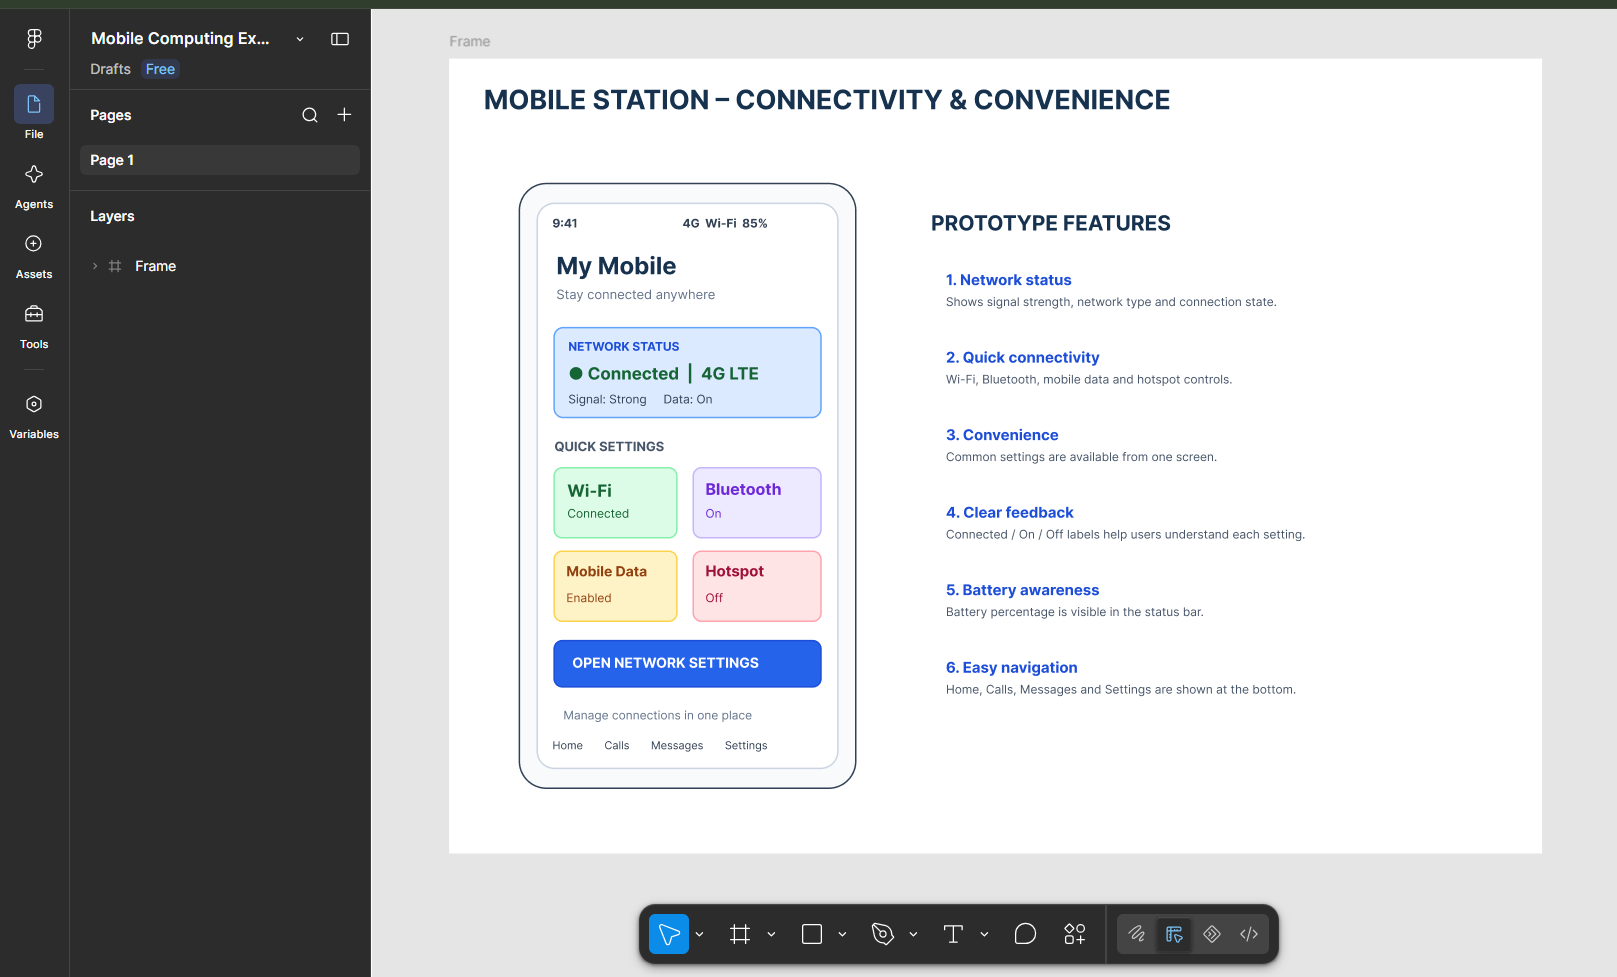 Mobile Computing Ex...
Drafts Free
File
Agents
Assets
Tools
Variables
Pages
Page 1
Layers
Frame
Frame
MOBILE STATION – CONNECTIVITY & CONVENIENCE
9:41 4G Wi-Fi 85%
My Mobile
Stay connected anywhere
NETWORK STATUS
● Connected | 4G LTE
Signal: Strong Data: On
QUICK SETTINGS
Wi-Fi
Connected
Bluetooth
On
Mobile Data
Enabled
Hotspot
Off
OPEN NETWORK SETTINGS
Manage connections in one place
Home Calls Messages Settings
PROTOTYPE FEATURES
1. Network status
Shows signal strength, network type and connection state.
2. Quick connectivity
Wi-Fi, Bluetooth, mobile data and hotspot controls.
3. Convenience
Common settings are available from one screen.
4. Clear feedback
Connected / On / Off labels help users understand each setting.
5. Battery awareness
Battery percentage is visible in the status bar.
6. Easy navigation
Home, Calls, Messages and Settings are shown at the bottom.